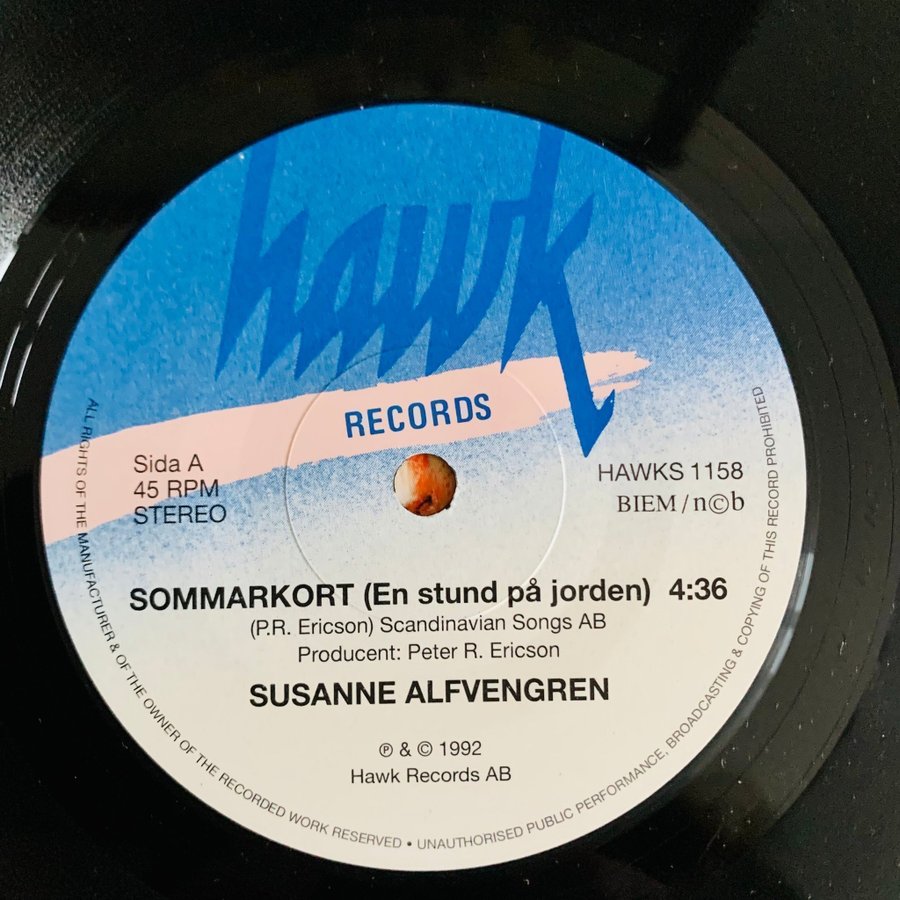 hawk
RECORDS
Sida A
45 RPM
STEREO
HAWKS 1158
BIEM / n©b
SOMMARKORT (En stund på jorden) 4:36
(P.R. Ericson) Scandinavian Songs AB
Producent: Peter R. Ericson
SUSANNE ALFVENGREN
℗ & © 1992
Hawk Records AB
ALL RIGHTS OF THE MANUFACTURER & OF THE OWNER OF THE RECORDED WORK RESERVED • UNAUTHORISED PUBLIC PERFORMANCE, BROADCASTING & COPYING OF THIS RECORD PROHIBITED